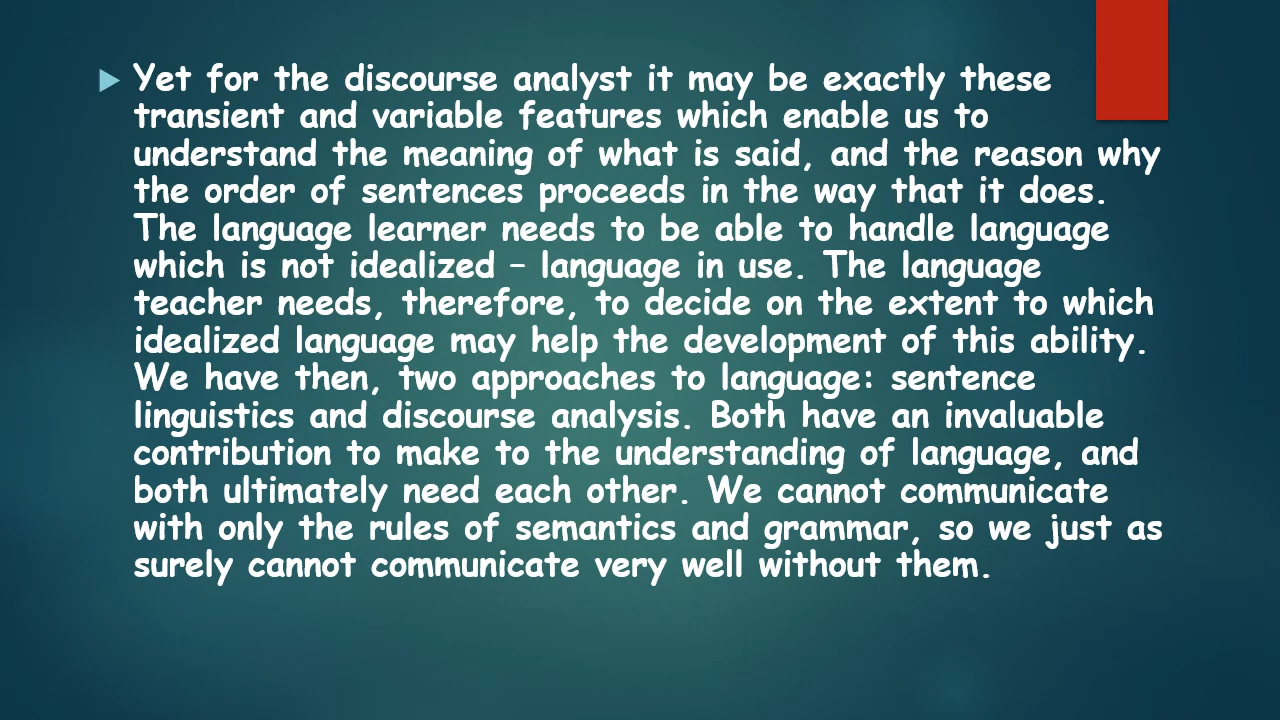 Yet for the discourse analyst it may be exactly these
transient and variable features which enable us to
understand the meaning of what is said, and the reason why
the order of sentences proceeds in the way that it does.
The language learner needs to be able to handle language
which is not idealized – language in use. The language
teacher needs, therefore, to decide on the extent to which
idealized language may help the development of this ability.
We have then, two approaches to language: sentence
linguistics and discourse analysis. Both have an invaluable
contribution to make to the understanding of language, and
both ultimately need each other. We cannot communicate
with only the rules of semantics and grammar, so we just as
surely cannot communicate very well without them.